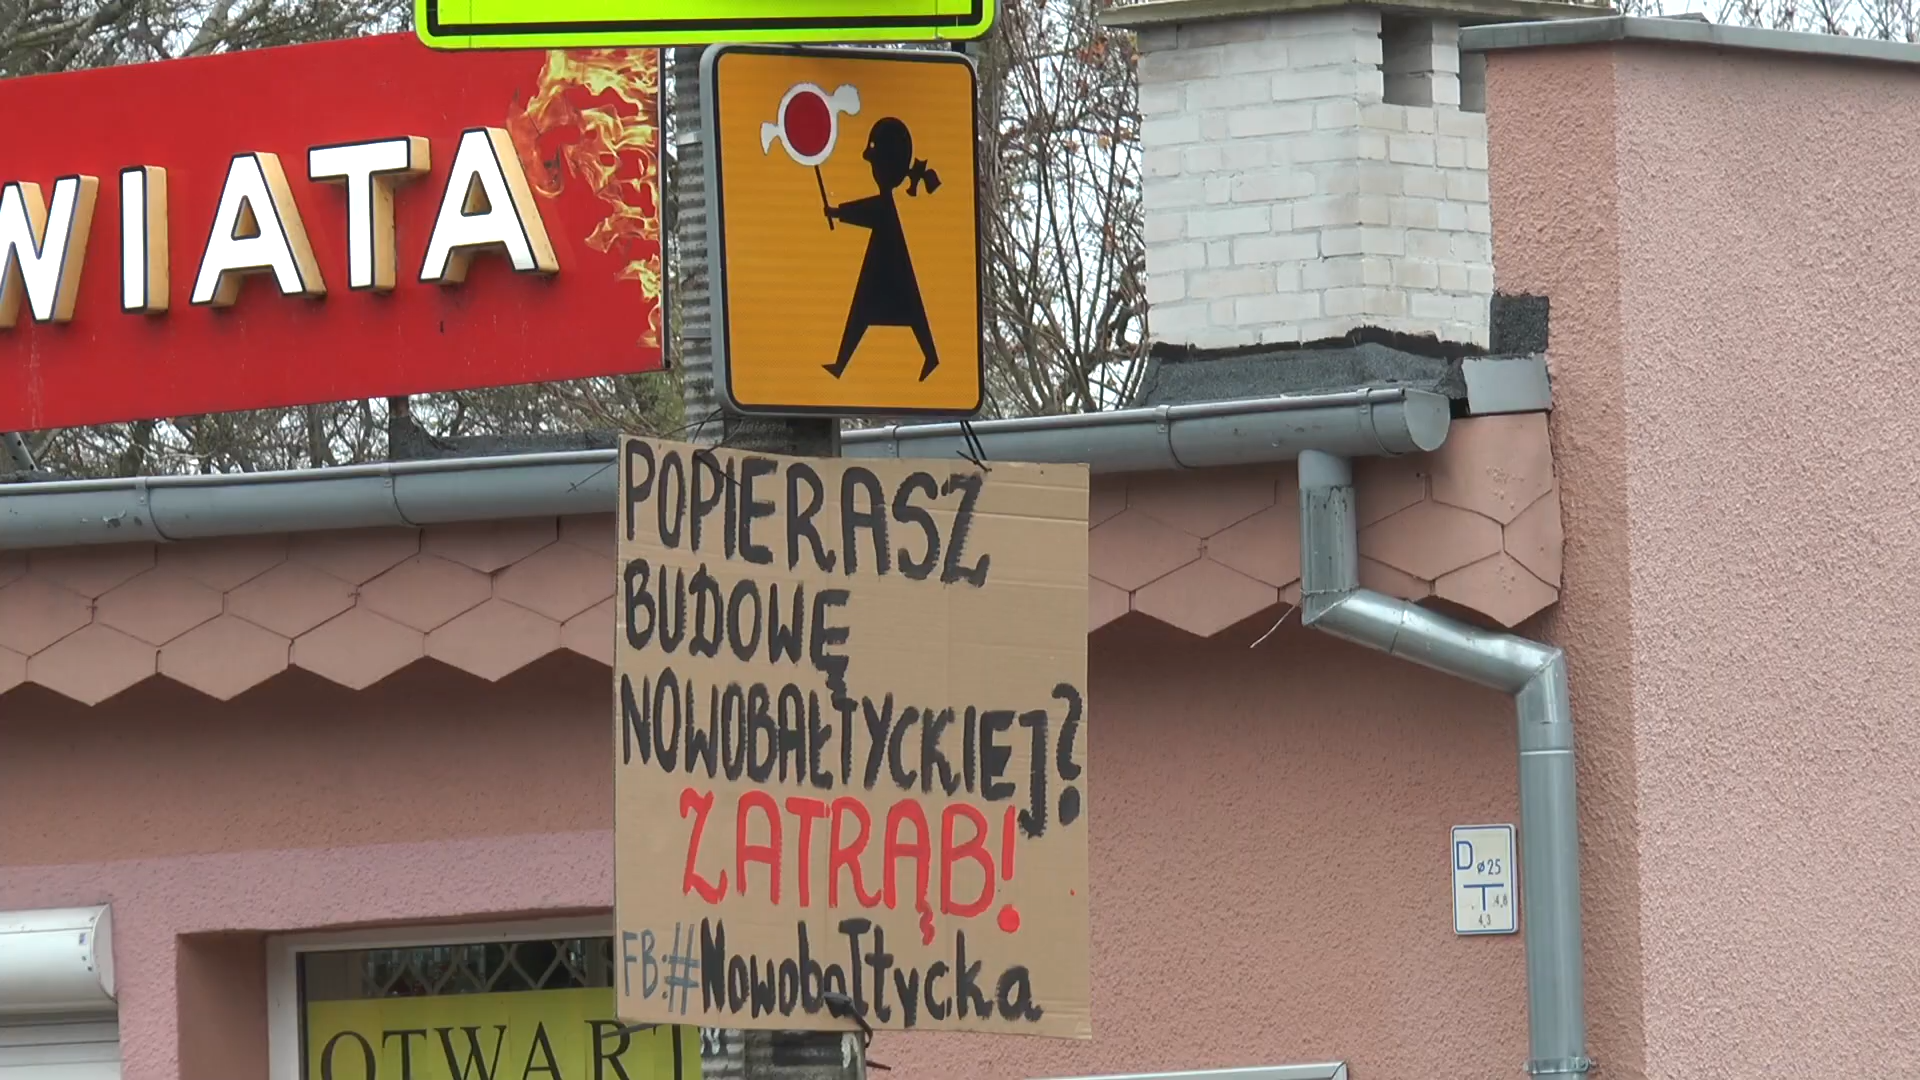 WIATA
POPIERASZ
BUDOWĘ
NOWOBAŁTYCKIEJ?
ZATRĄB!
FB:#Nowobałtycka
D ø25
4,8
4,3
OTWART